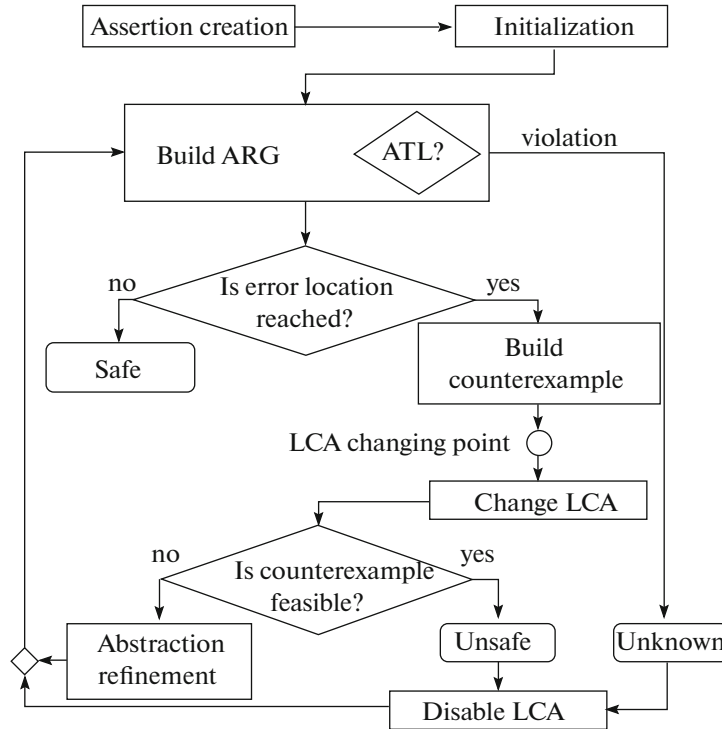 Assertion creation
Initialization
Build ARG
ATL?
violation
no
Is error location
reached?
yes
Safe
Build
counterexample
LCA changing point
Change LCA
no
Is counterexample
feasible?
yes
Abstraction
refinement
Unsafe
Unknown
Disable LCA